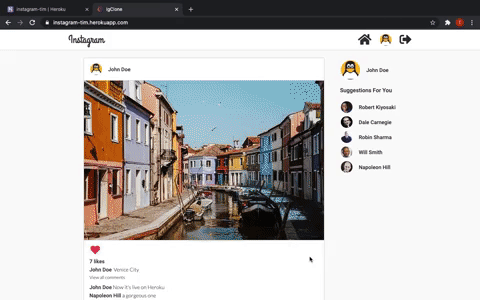 instagram-tim | Heroku
IgClone
instagram-tim.herokuapp.com
Instagram
John Doe
John Doe
Suggestions For You
Robert Kiyosaki
Dale Carnegie
Robin Sharma
Will Smith
Napoleon Hill
7 likes
John Doe Venice City
View all comments
John Doe Now it's live on Heroku
Napoleon Hill a gorgeous one